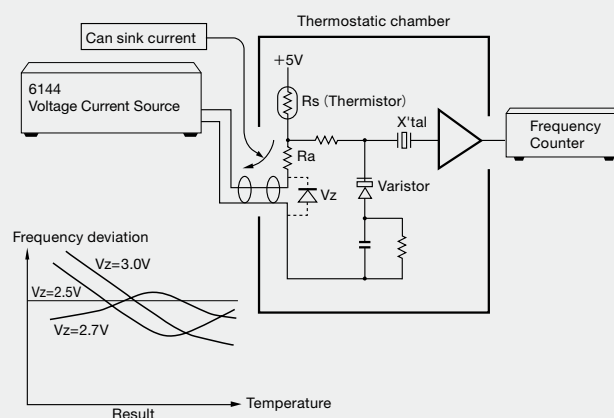 Thermostatic chamber
Can sink current
+5V
6144
Voltage Current Source
Rs (Thermistor)
X'tal
Frequency
Counter
Ra
Varistor
Vz
Frequency deviation
Vz=3.0V
Vz=2.5V
Vz=2.7V
Temperature
Result